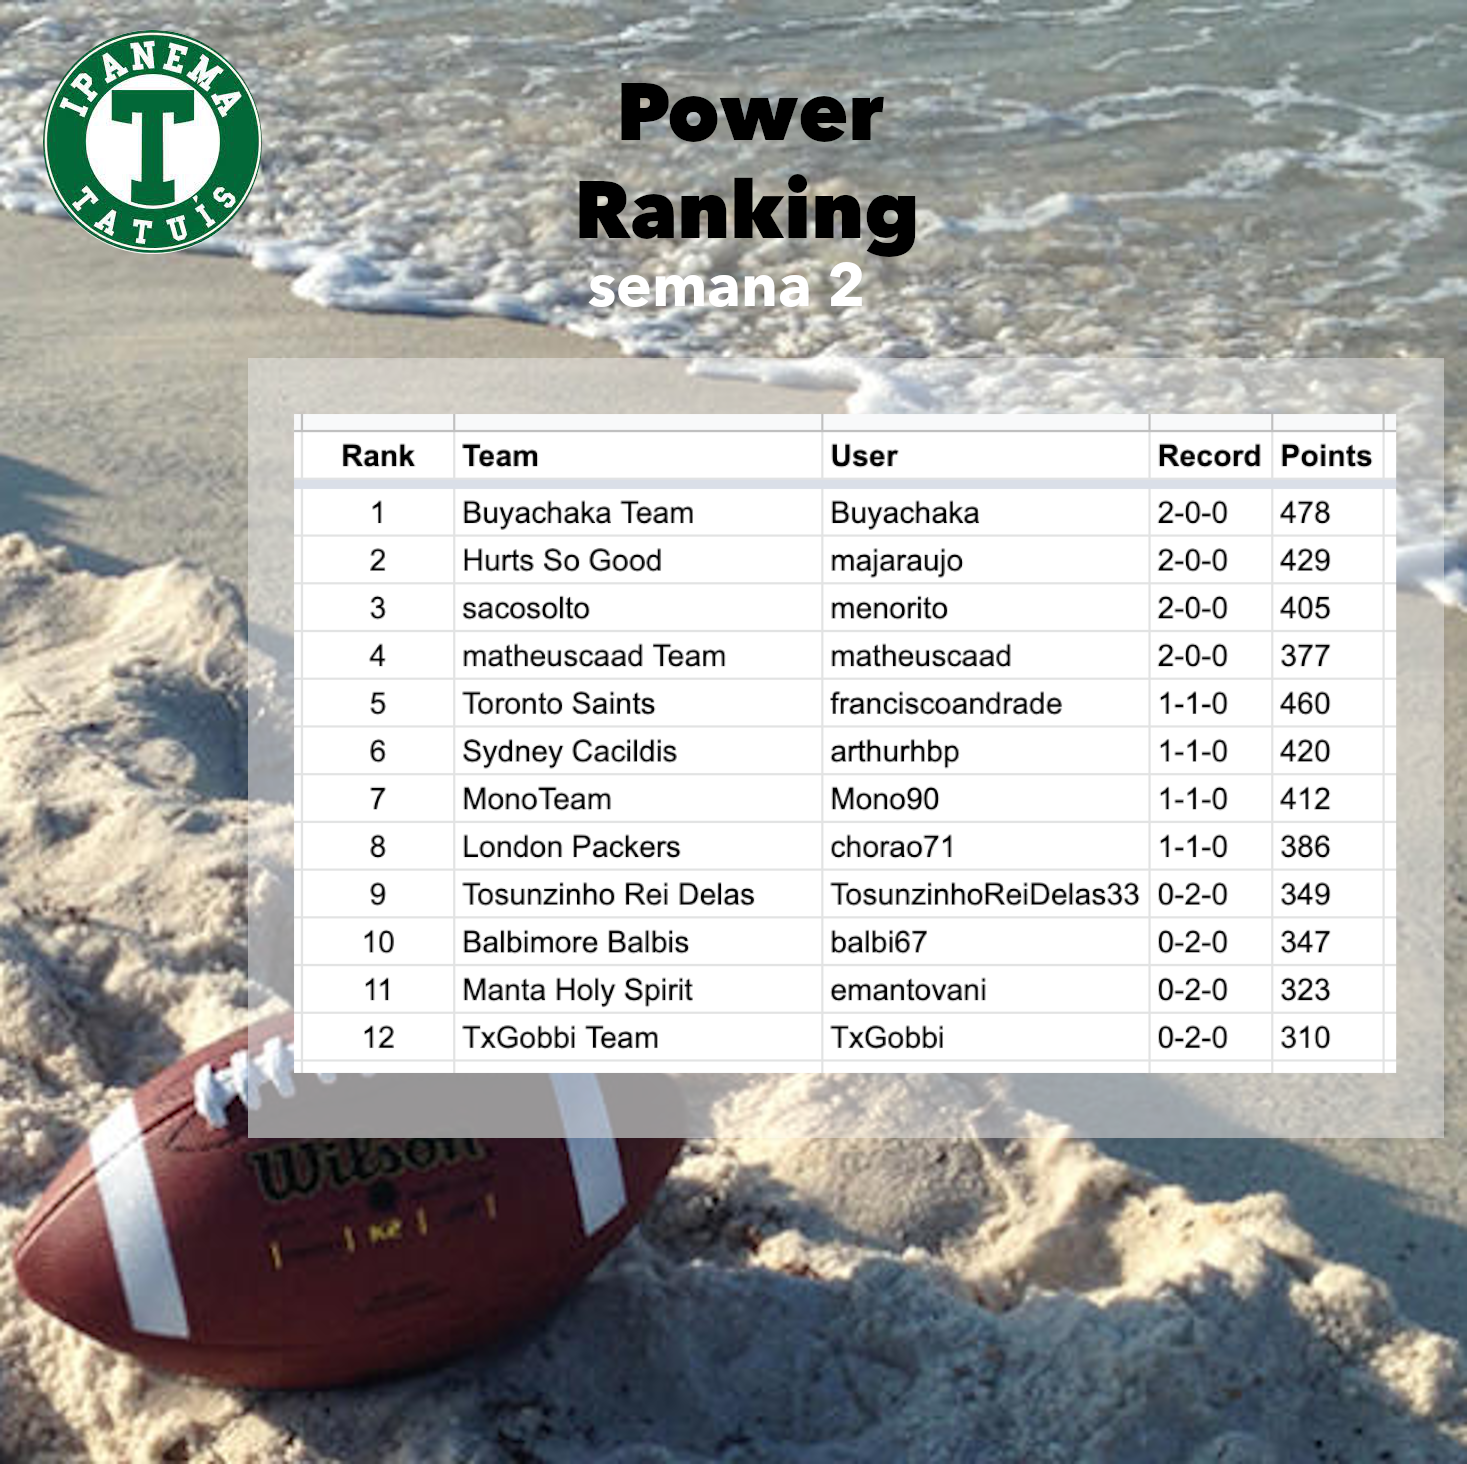 IPANEMA
T
TATUÍS
Power
Ranking
semana 2
Rank Team User Record Points
1 Buyachaka Team Buyachaka 2-0-0 478
2 Hurts So Good majaraujo 2-0-0 429
3 sacosolto menorito 2-0-0 405
4 matheuscaad Team matheuscaad 2-0-0 377
5 Toronto Saints franciscoandrade 1-1-0 460
6 Sydney Cacildis arthurhbp 1-1-0 420
7 MonoTeam Mono90 1-1-0 412
8 London Packers chorao71 1-1-0 386
9 Tosunzinho Rei Delas TosunzinhoReiDelas33 0-2-0 349
10 Balbimore Balbis balbi67 0-2-0 347
11 Manta Holy Spirit emantovani 0-2-0 323
12 TxGobbi Team TxGobbi 0-2-0 310
Wilson
K2